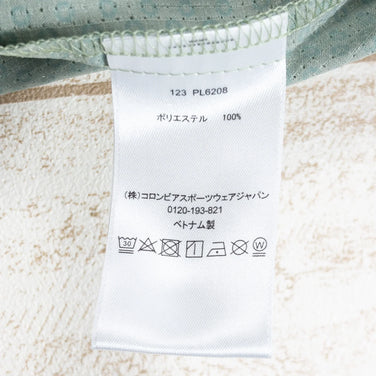 123 PL6208
ポリエステル 100%
(株)コロンビアスポーツウェアジャパン
0120-193-821
ベトナム製
30
W